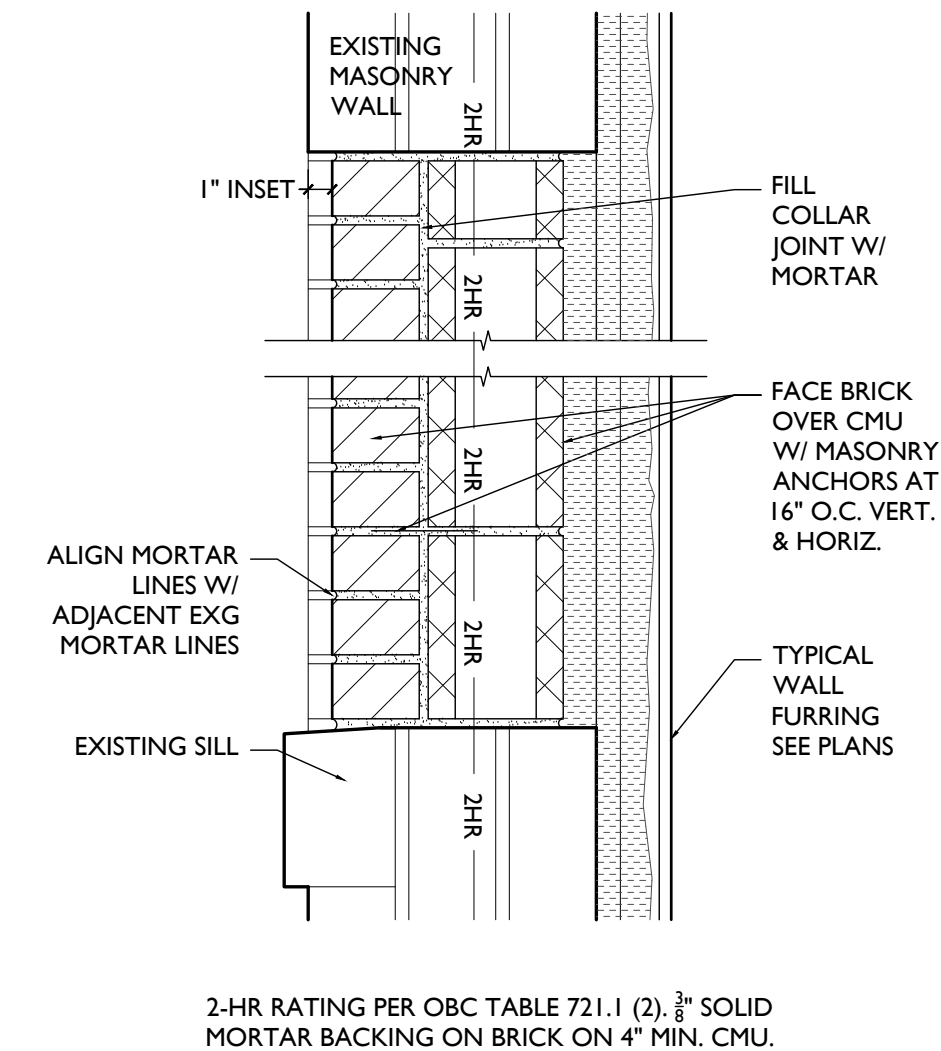 EXISTING
MASONRY
WALL
2HR
1" INSET
FILL
COLLAR
JOINT W/
MORTAR
2HR
FACE BRICK
OVER CMU
W/ MASONRY
ANCHORS AT
16" O.C. VERT.
& HORIZ.
2HR
ALIGN MORTAR
LINES W/
ADJACENT EXG
MORTAR LINES
2HR
TYPICAL
WALL
FURRING
SEE PLANS
EXISTING SILL
2HR
2-HR RATING PER OBC TABLE 721.1 (2). 3/8" SOLID
MORTAR BACKING ON BRICK ON 4" MIN. CMU.